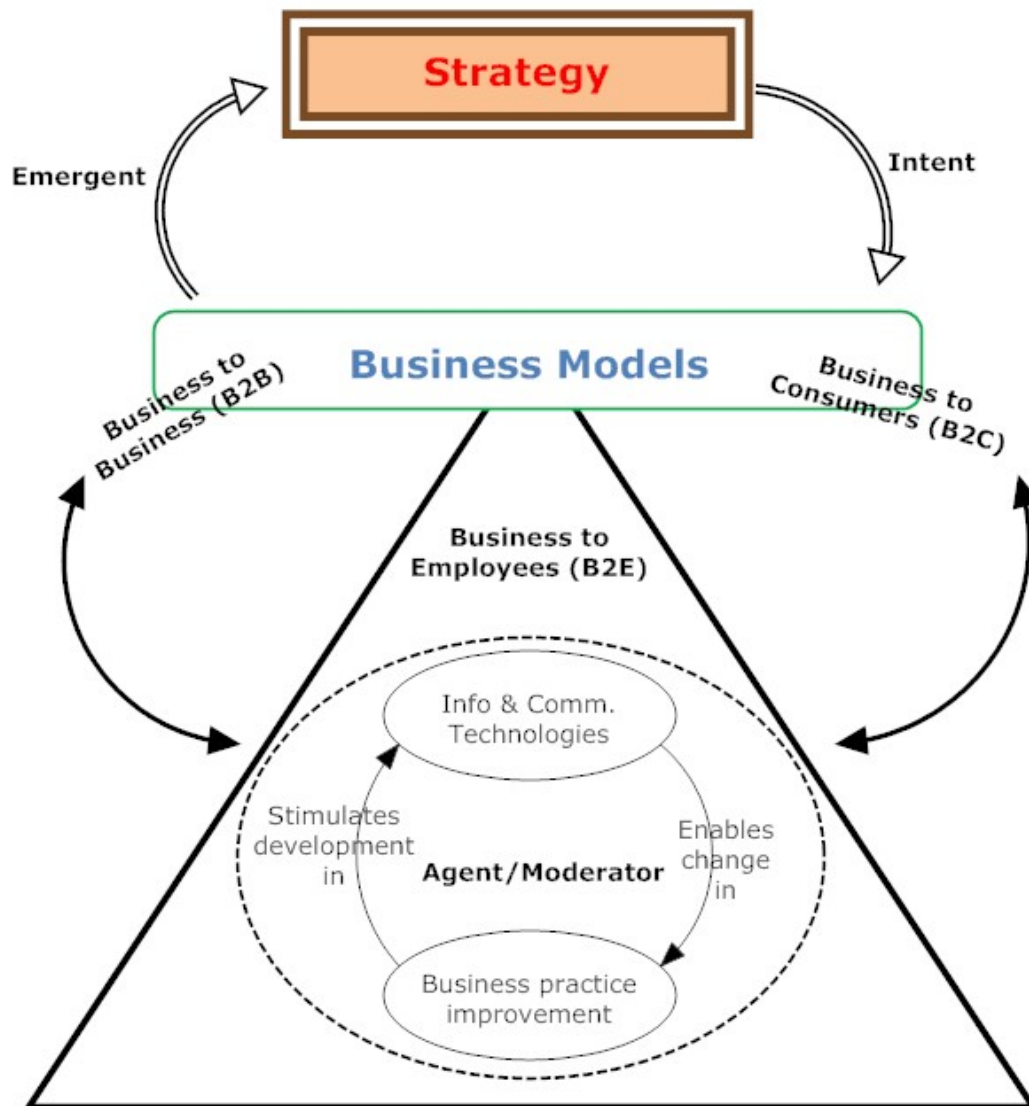 Strategy
Emergent
Intent
Business Models
Business to
Business (B2B)
Business to
Consumers (B2C)
Business to
Employees (B2E)
Info & Comm.
Technologies
Stimulates
development
in
Agent/Moderator
Enables
change
in
Business practice
improvement